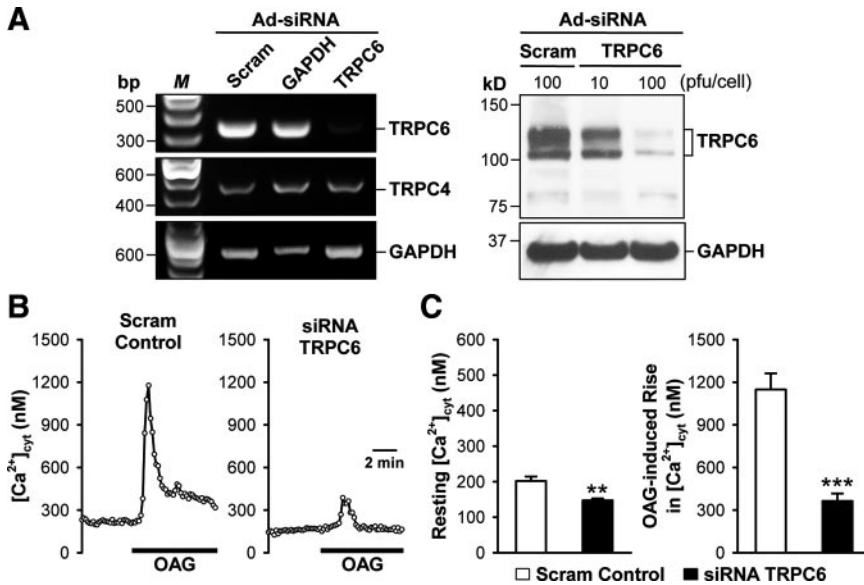 A
Ad-siRNA
bp
M
Scram
GAPDH
TRPC6
500
300
TRPC6
600
400
TRPC4
600
GAPDH
Ad-siRNA
Scram TRPC6
kD
100 10 100 (pfu/cell)
150
100
75
TRPC6
37
GAPDH
B
Scram
Control
[Ca2+]cyt (nM)
1500
1200
900
600
300
0
OAG
siRNA
TRPC6
1500
1200
900
600
300
0
2 min
OAG
C
Resting [Ca2+]cyt (nM)
600
500
400
300
200
100
0
**
OAG-induced Rise
in [Ca2+]cyt (nM)
1500
1200
900
600
300
0
***
Scram Control siRNA TRPC6